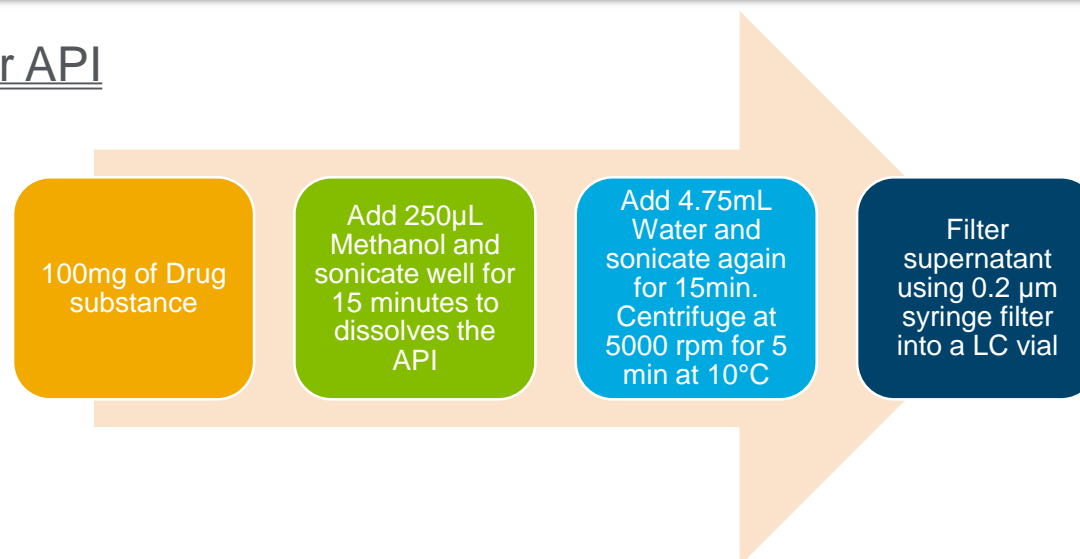 r API
100mg of Drug
substance
Add 250µL
Methanol and
sonicate well for
15 minutes to
dissolves the
API
Add 4.75mL
Water and
sonicate again
for 15min.
Centrifuge at
5000 rpm for 5
min at 10°C
Filter
supernatant
using 0.2 µm
syringe filter
into a LC vial